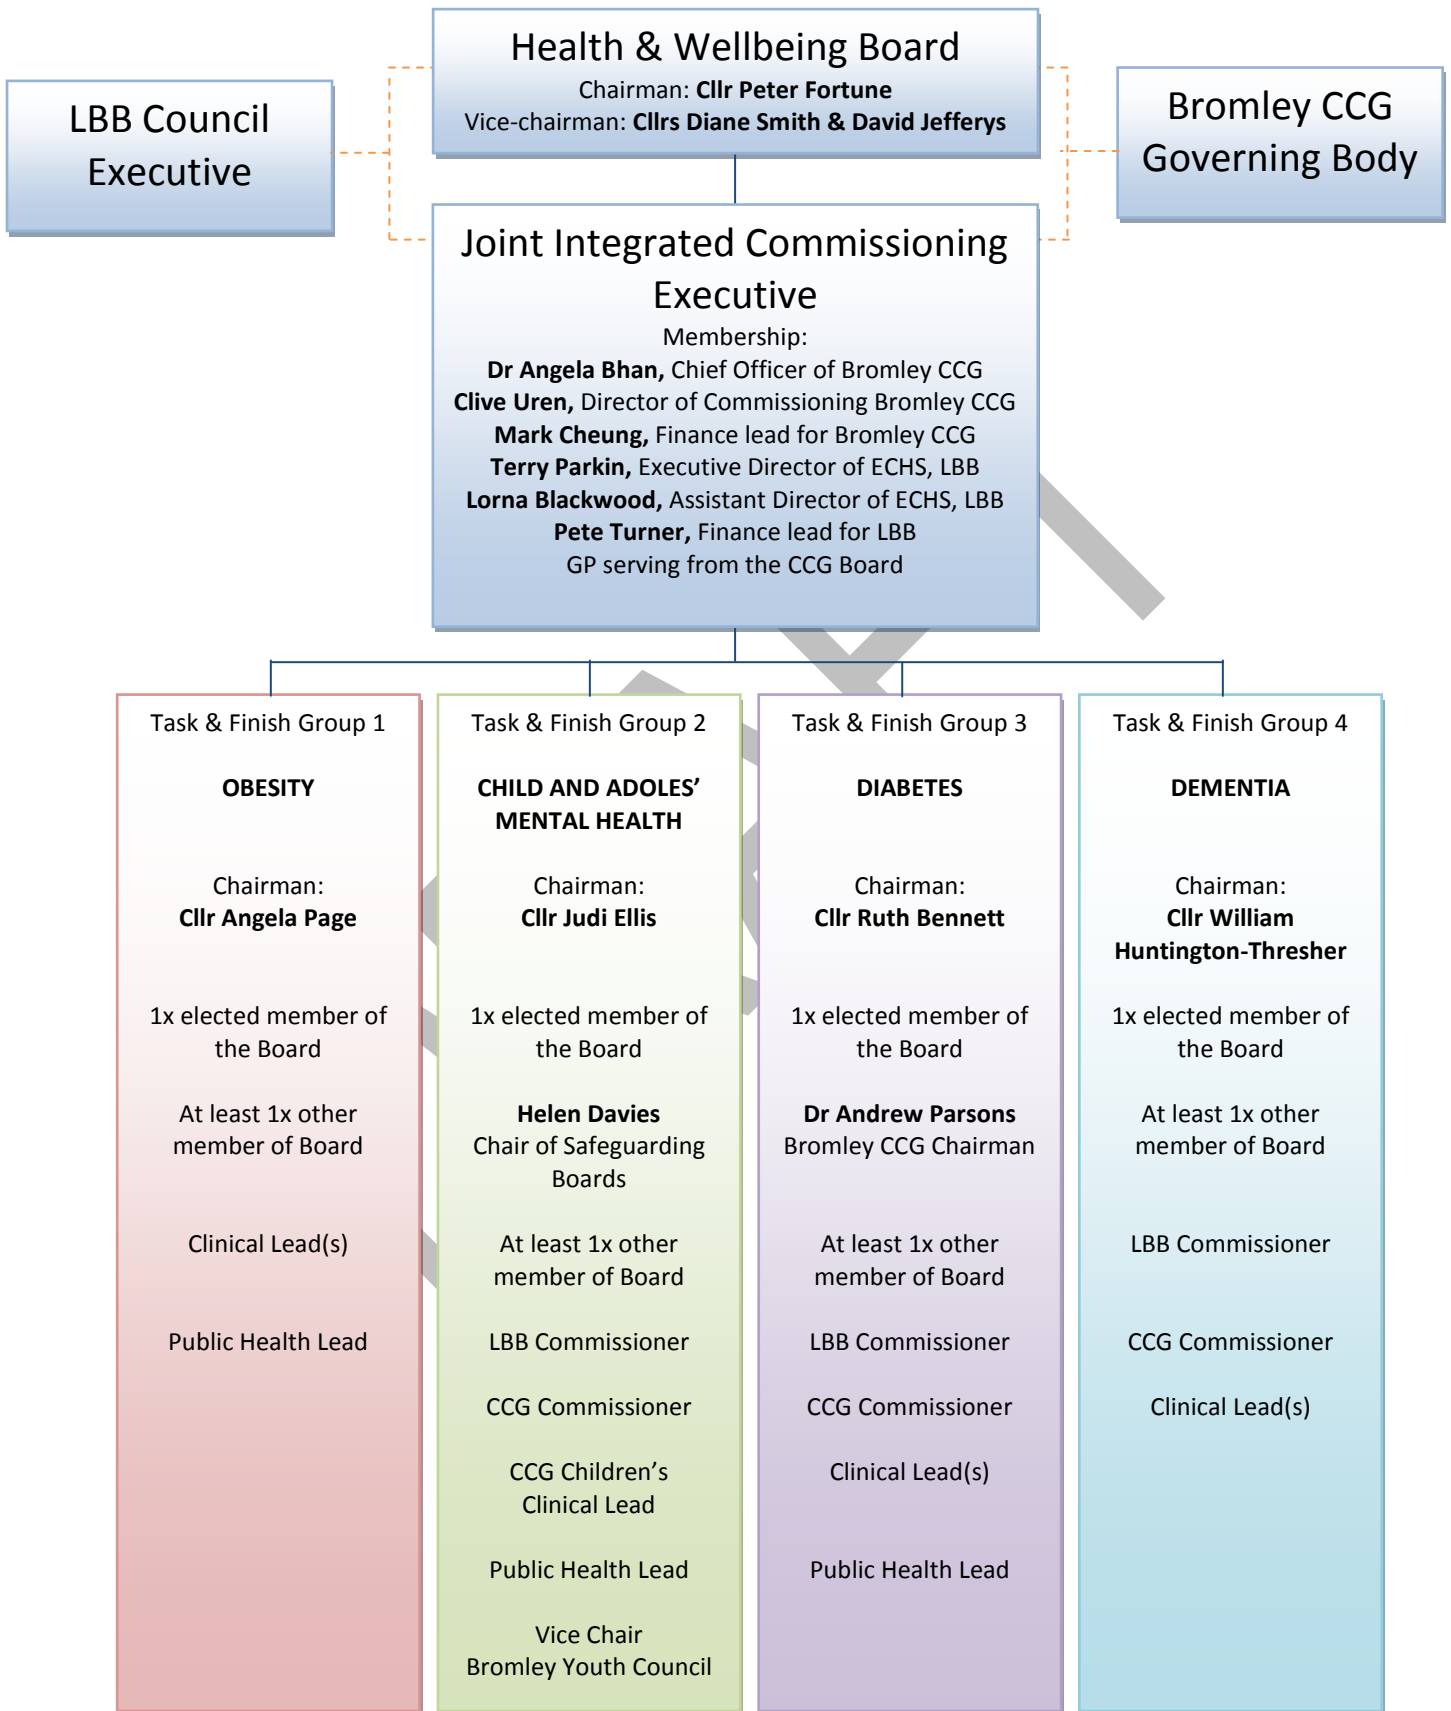 Health & Wellbeing Board
Chairman: Cllr Peter Fortune
Vice-chairman: Cllrs Diane Smith & David Jefferys
LBB Council
Executive
Bromley CCG
Governing Body
Joint Integrated Commissioning
Executive
Membership:
Dr Angela Bhan, Chief Officer of Bromley CCG
Clive Uren, Director of Commissioning Bromley CCG
Mark Cheung, Finance lead for Bromley CCG
Terry Parkin, Executive Director of ECHS, LBB
Lorna Blackwood, Assistant Director of ECHS, LBB
Pete Turner, Finance lead for LBB
GP serving from the CCG Board
Task & Finish Group 1
OBESITY
Chairman:
Cllr Angela Page
1x elected member of
the Board
At least 1x other
member of Board
Clinical Lead(s)
Public Health Lead
Task & Finish Group 2
CHILD AND ADOLES’
MENTAL HEALTH
Chairman:
Cllr Judi Ellis
1x elected member of
the Board
Helen Davies
Chair of Safeguarding
Boards
At least 1x other
member of Board
LBB Commissioner
CCG Commissioner
CCG Children’s
Clinical Lead
Public Health Lead
Vice Chair
Bromley Youth Council
Task & Finish Group 3
DIABETES
Chairman:
Cllr Ruth Bennett
1x elected member of
the Board
Dr Andrew Parsons
Bromley CCG Chairman
At least 1x other
member of Board
LBB Commissioner
CCG Commissioner
Clinical Lead(s)
Public Health Lead
Task & Finish Group 4
DEMENTIA
Chairman:
Cllr William
Huntington-Thresher
1x elected member of
the Board
At least 1x other
member of Board
LBB Commissioner
CCG Commissioner
Clinical Lead(s)